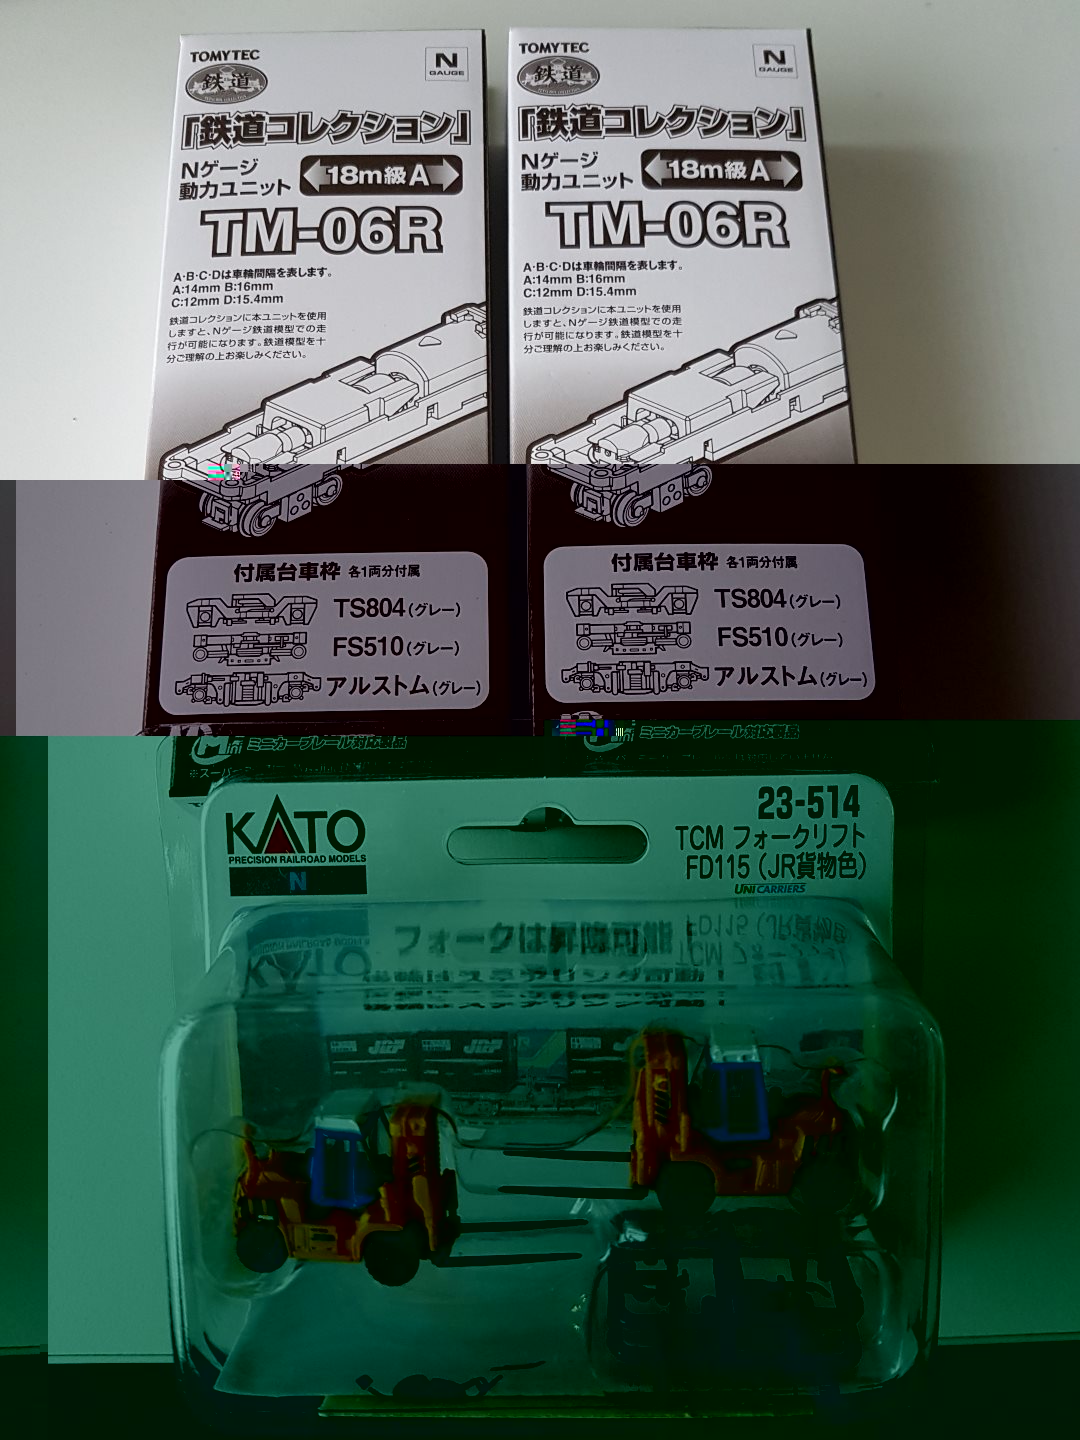 TOMYTEC
鉄道
N
GAUGE
「鉄道コレクション」
Nゲージ
動力ユニット
18m級A
TM-06R
A・B・C・Dは車輪間隔を表します。
A:14mm B:16mm
C:12mm D:15.4mm
鉄道コレクションに本ユニットを使用
しますと、Nゲージ鉄道模型での走
行が可能になります。鉄道模型を十
分ご理解の上お楽しみください。
付属台車枠 各1両分付属
TS804(グレー)
FS510(グレー)
アルストム(グレー)
ミニカーブレール対応製品
TOMYTEC
鉄道
N
GAUGE
「鉄道コレクション」
Nゲージ
動力ユニット
18m級A
TM-06R
A・B・C・Dは車輪間隔を表します。
A:14mm B:16mm
C:12mm D:15.4mm
鉄道コレクションに本ユニットを使用
しますと、Nゲージ鉄道模型での走
行が可能になります。鉄道模型を十
分ご理解の上お楽しみください。
付属台車枠 各1両分付属
TS804(グレー)
FS510(グレー)
アルストム(グレー)
ミニカーブレール対応製品
KATO
PRECISION RAILROAD MODELS
N
23-514
TCM フォークリフト
FD115(JR貨物色)
UNICARRIERS
フォークは昇降可能
JRF
JRF